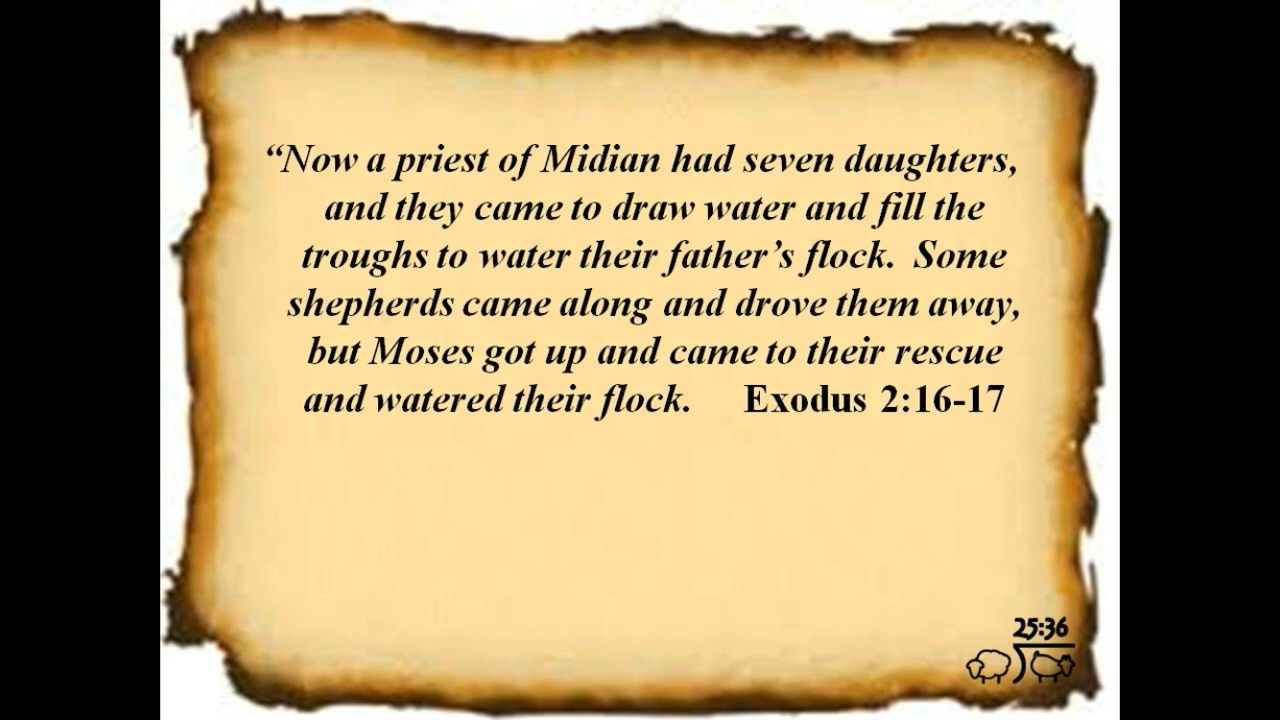 “Now a priest of Midian had seven daughters,
and they came to draw water and fill the
troughs to water their father’s flock.  Some
shepherds came along and drove them away,
but Moses got up and came to their rescue
and watered their flock.     Exodus 2:16-17
25:36